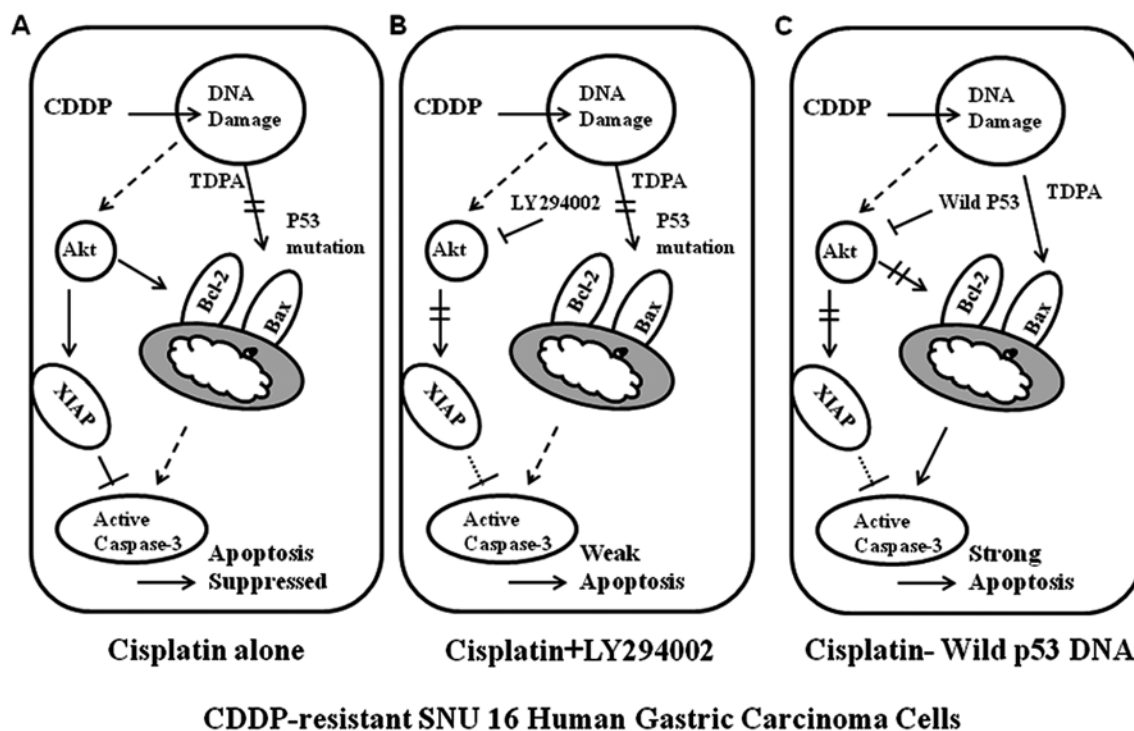 A
CDDP
DNA
Damage
TDPA
P53
mutation
Akt
Bcl-2
Bax
XIAP
Active
Caspase-3
Apoptosis
Suppressed
Cisplatin alone
B
CDDP
DNA
Damage
TDPA
LY294002
P53
mutation
Akt
Bcl-2
Bax
XIAP
Active
Caspase-3
Weak
Apoptosis
Cisplatin+LY294002
C
CDDP
DNA
Damage
TDPA
Wild P53
Akt
Bcl-2
Bax
XIAP
Active
Caspase-3
Strong
Apoptosis
Cisplatin- Wild p53 DNA
CDDP-resistant SNU 16 Human Gastric Carcinoma Cells